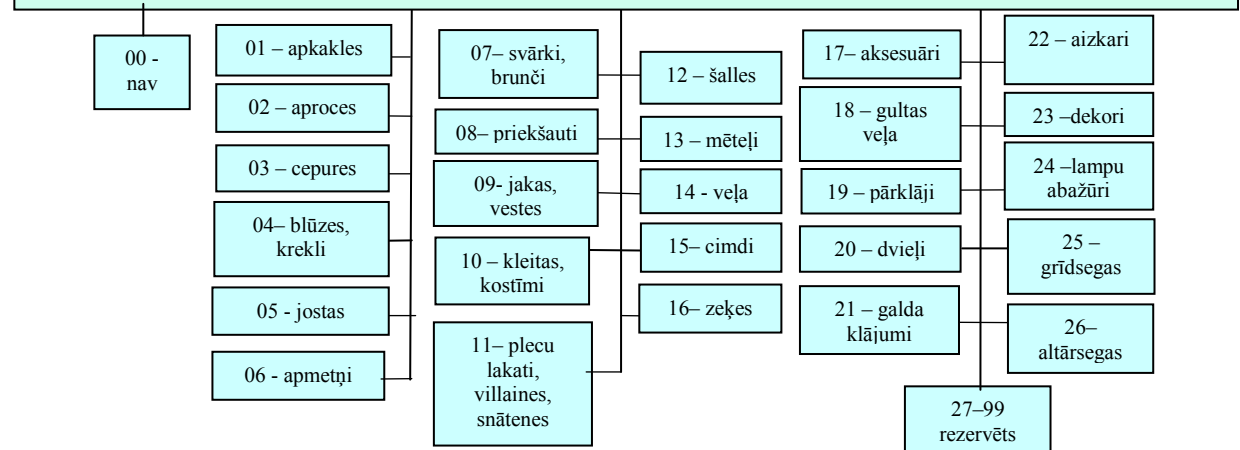 00 -
nav
01 – apkakles
02 – aproces
03 – cepures
04– blūzes,
krekli
05 - jostas
06 - apmetņi
07– svārki,
brunči
08– priekšauti
09- jakas,
vestes
10 – kleitas,
kostīmi
11– plecu
lakati,
villaines,
snātenes
12 – šalles
13 – mēteļi
14 - veļa
15– cimdi
16– zeķes
17– aksesuāri
18 – gultas
veļa
19 – pārklāji
20 – dvieļi
21 – galda
klājumi
22 – aizkari
23 –dekori
24 –lampu
abažūri
25 –
grīdsegas
26–
altārsegas
27–99
rezervēts